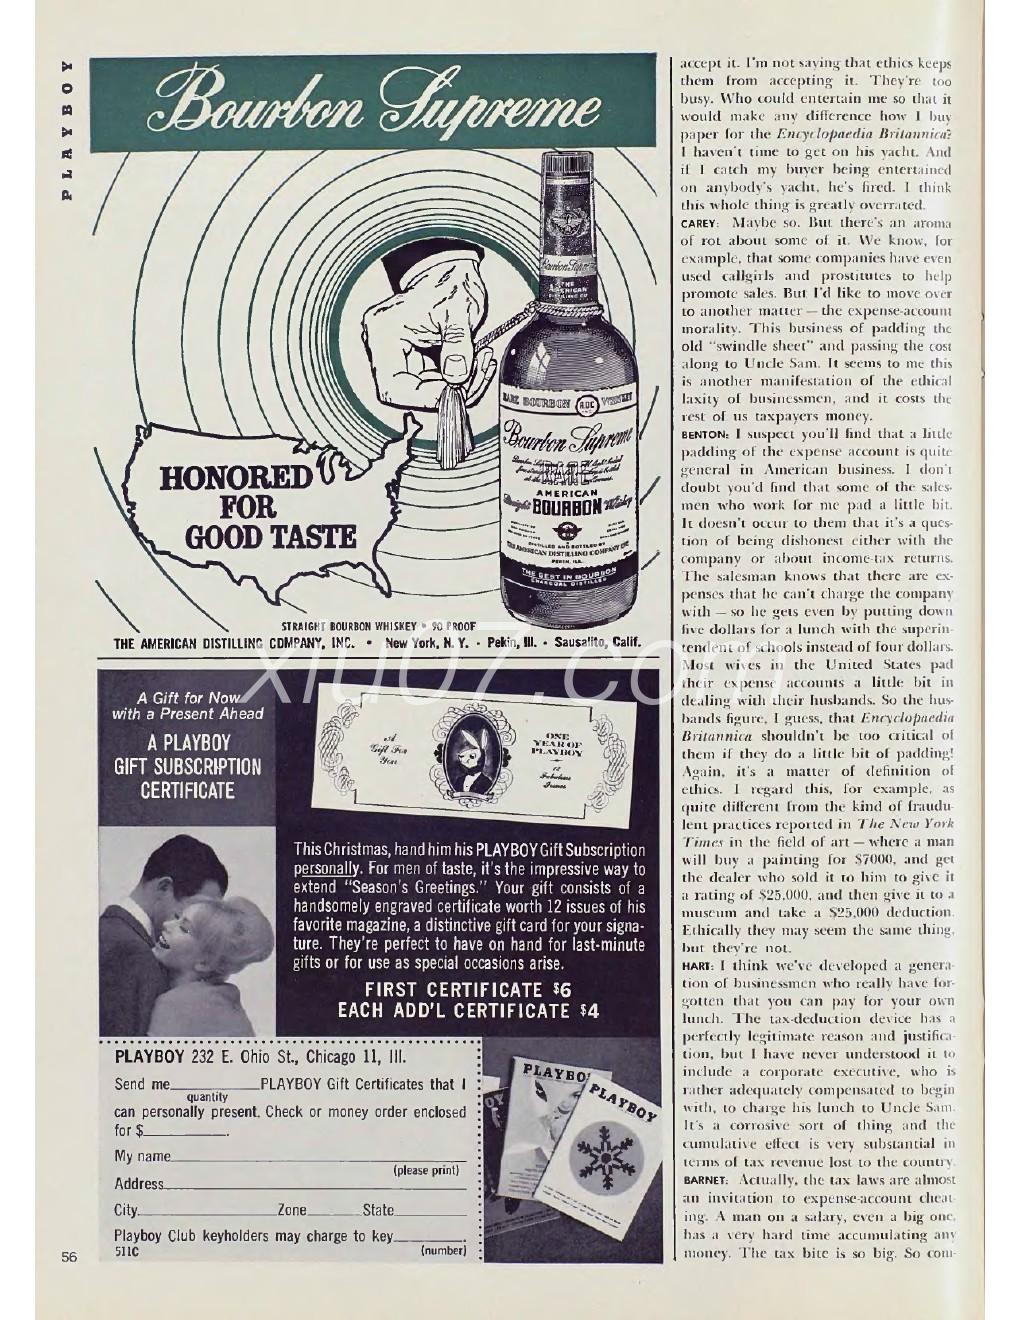 PLAYBOY
Bourbon Supreme
Bourbon Supreme
THE
AMERICAN
DISTILLING CO
RARE BOURBON ADC WHISKEY
Bourbon Supreme
RARE
AMERICAN
Straight BOURBON Whiskey
DISTILLED AND BOTTLED BY
THE AMERICAN DISTILLING COMPANY, INC.
PEKIN, ILL.
THE BEST IN BOURBON
CHARCOAL DISTILLED
HONORED
FOR
GOOD TASTE
STRAIGHT BOURBON WHISKEY • 90 PROOF
THE AMERICAN DISTILLING COMPANY, INC. • New York, N. Y. • Pekin, Ill. • Sausalito, Calif.
A Gift for Now
with a Present Ahead
A PLAYBOY
GIFT SUBSCRIPTION
CERTIFICATE
A
Gift For
You
ONE
YEAR OF
PLAYBOY
12
Fabulous
Issues
This Christmas, hand him his PLAYBOY Gift Subscription
personally. For men of taste, it's the impressive way to
extend "Season's Greetings." Your gift consists of a
handsomely engraved certificate worth 12 issues of his
favorite magazine, a distinctive gift card for your signa-
ture. They're perfect to have on hand for last-minute
gifts or for use as special occasions arise.
FIRST CERTIFICATE $6
EACH ADD'L CERTIFICATE $4
PLAYBOY 232 E. Ohio St., Chicago 11, Ill.
Send me__________PLAYBOY Gift Certificates that I
quantity
can personally present. Check or money order enclosed
for $__________.
My name__________
(please print)
Address__________
City__________Zone______State__________
Playboy Club keyholders may charge to key________.
511C (number)
PLAYBOY
PLAYBOY
56
accept it. I'm not saying that ethics keeps
them from accepting it. They're too
busy. Who could entertain me so that it
would make any difference how I buy
paper for the Encyclopaedia Britannica?
I haven't time to get on his yacht. And
if I catch my buyer being entertained
on anybody's yacht, he's fired. I think
this whole thing is greatly overrated.
CAREY: Maybe so. But there's an aroma
of rot about some of it. We know, for
example, that some companies have even
used callgirls and prostitutes to help
promote sales. But I'd like to move over
to another matter — the expense-account
morality. This business of padding the
old "swindle sheet" and passing the cost
along to Uncle Sam. It seems to me this
is another manifestation of the ethical
laxity of businessmen, and it costs the
rest of us taxpayers money.
BENTON: I suspect you'll find that a little
padding of the expense account is quite
general in American business. I don't
doubt you'd find that some of the sales-
men who work for me pad a little bit.
It doesn't occur to them that it's a ques-
tion of being dishonest either with the
company or about income-tax returns.
The salesman knows that there are ex-
penses that he can't charge the company
with — so he gets even by putting down
five dollars for a lunch with the superin-
tendent of schools instead of four dollars.
Most wives in the United States pad
their expense accounts a little bit in
dealing with their husbands. So the hus-
bands figure, I guess, that Encyclopaedia
Britannica shouldn't be too critical of
them if they do a little bit of padding!
Again, it's a matter of definition of
ethics. I regard this, for example, as
quite different from the kind of fraudu-
lent practices reported in The New York
Times in the field of art — where a man
will buy a painting for $7000, and get
the dealer who sold it to him to give it
a rating of $25,000, and then give it to a
museum and take a $25,000 deduction.
Ethically they may seem the same thing,
but they're not.
HART: I think we've developed a genera-
tion of businessmen who really have for-
gotten that you can pay for your own
lunch. The tax-deduction device has a
perfectly legitimate reason and justifica-
tion, but I have never understood it to
include a corporate executive, who is
rather adequately compensated to begin
with, to charge his lunch to Uncle Sam.
It's a corrosive sort of thing and the
cumulative effect is very substantial in
terms of tax revenue lost to the country.
BARNET: Actually, the tax laws are almost
an invitation to expense-account cheat-
ing. A man on a salary, even a big one,
has a very hard time accumulating any
money. The tax bite is so big. So com-
xiu07.com